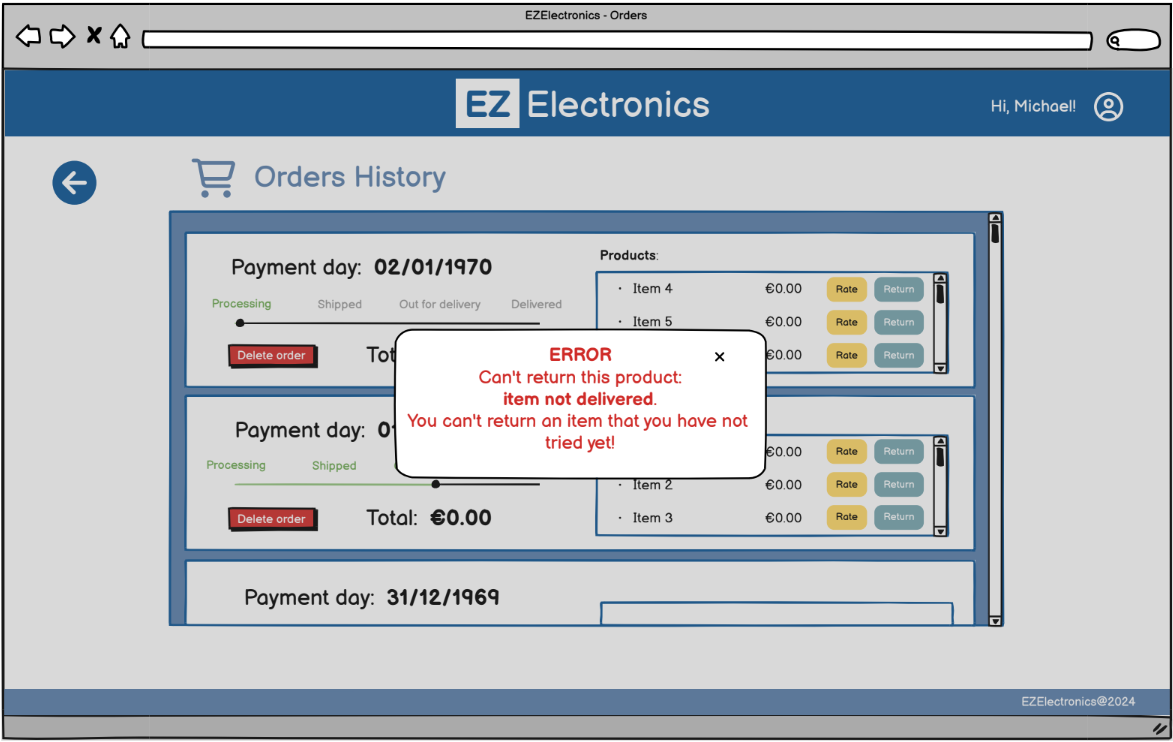 EZElectronics - Orders
EZ Electronics
Hi, Michael!
Orders History
Payment day: 02/01/1970
Processing Shipped Out for delivery Delivered
Delete order
Products:
· Item 4 €0.00 Rate Return
· Item 5 €0.00 Rate Return
€0.00 Rate Return
ERROR
Can't return this product:
item not delivered.
You can't return an item that you have not
tried yet!
Payment day:
Processing Shipped
Delete order Total: €0.00
€0.00 Rate Return
· Item 2 €0.00 Rate Return
· Item 3 €0.00 Rate Return
Payment day: 31/12/1969
EZElectronics@2024